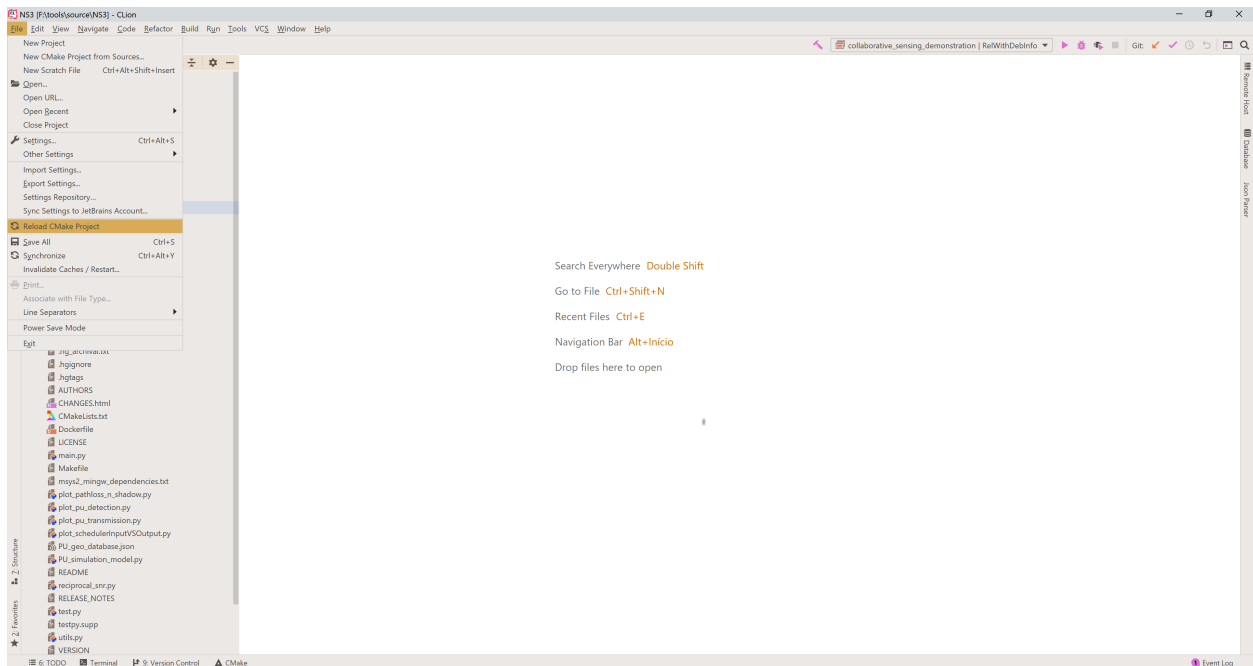 NS3 [F:\tools\source\NS3] - CLion
File Edit View Navigate Code Refactor Build Run Tools VCS Window Help
collaborative_sensing_demonstration | RelWithDebInfo
Git:
New Project
New CMake Project from Sources...
New Scratch File Ctrl+Alt+Shift+Insert
Open...
Open URL...
Open Recent
Close Project
Settings... Ctrl+Alt+S
Other Settings
Import Settings...
Export Settings...
Settings Repository...
Sync Settings to JetBrains Account...
Reload CMake Project
Save All Ctrl+S
Synchronize Ctrl+Alt+Y
Invalidate Caches / Restart...
Print...
Associate with File Type...
Line Separators
Power Save Mode
Exit
.hg_archival.txt
.hgignore
.hgtags
AUTHORS
CHANGES.html
CMakeLists.txt
Dockerfile
LICENSE
main.py
Makefile
msys2_mingw_dependencies.txt
plot_pathloss_n_shadow.py
plot_pu_detection.py
plot_pu_transmission.py
plot_schedulerInputVSOutput.py
PU_geo_database.json
PU_simulation_model.py
README
reciprocal_snr.py
RELEASE_NOTES
test.py
testpy.supp
utils.py
VERSION
Z: Structure
2: Favorites
Search Everywhere Double Shift
Go to File Ctrl+Shift+N
Recent Files Ctrl+E
Navigation Bar Alt+Início
Drop files here to open
Remote Host
Database
Json Parser
6: TODO Terminal 9: Version Control CMake
1 Event Log